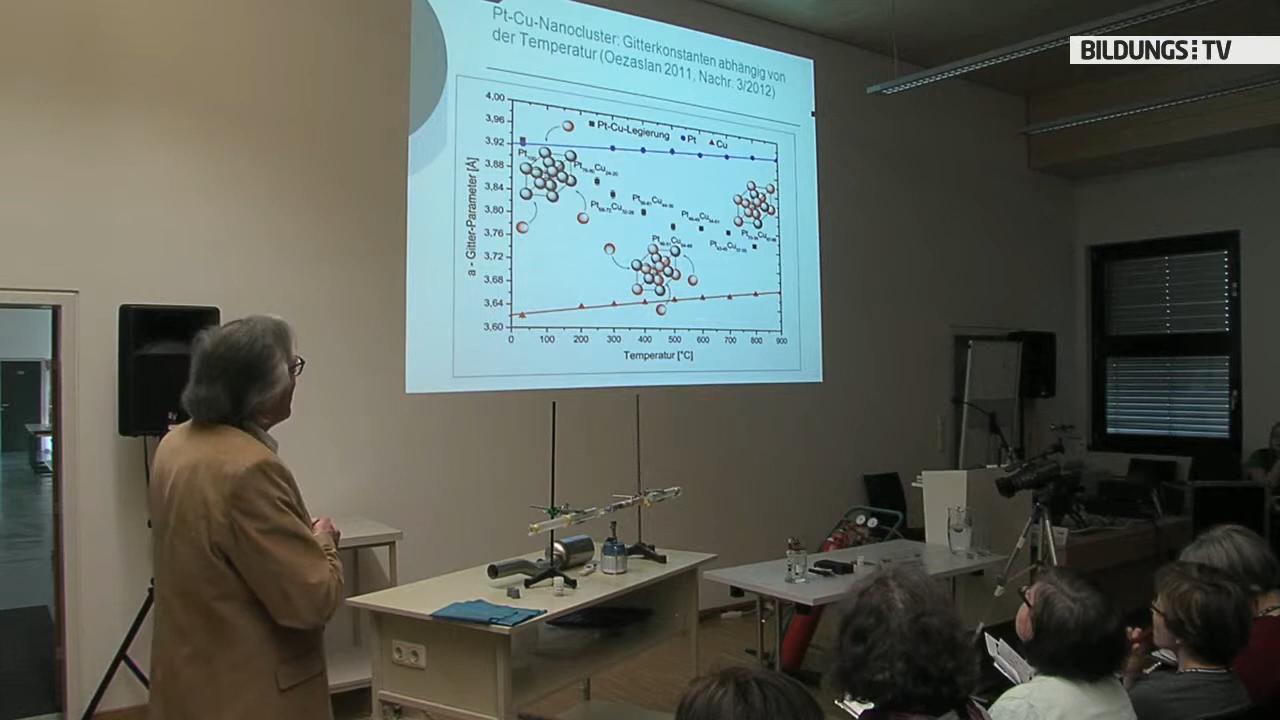 BILDUNGS TV
Pt-Cu-Nanocluster: Gitterkonstanten abhängig von
der Temperatur (Oezaslan 2011, Nachr. 3/2012)
Pt-Cu-Legierung Pt Cu
4,00
3,96
3,92
3,88
3,84
3,80
3,76
3,72
3,68
3,64
3,60
a - Gitter-Parameter [Å]
0 100 200 300 400 500 600 700 800 900
Temperatur [°C]